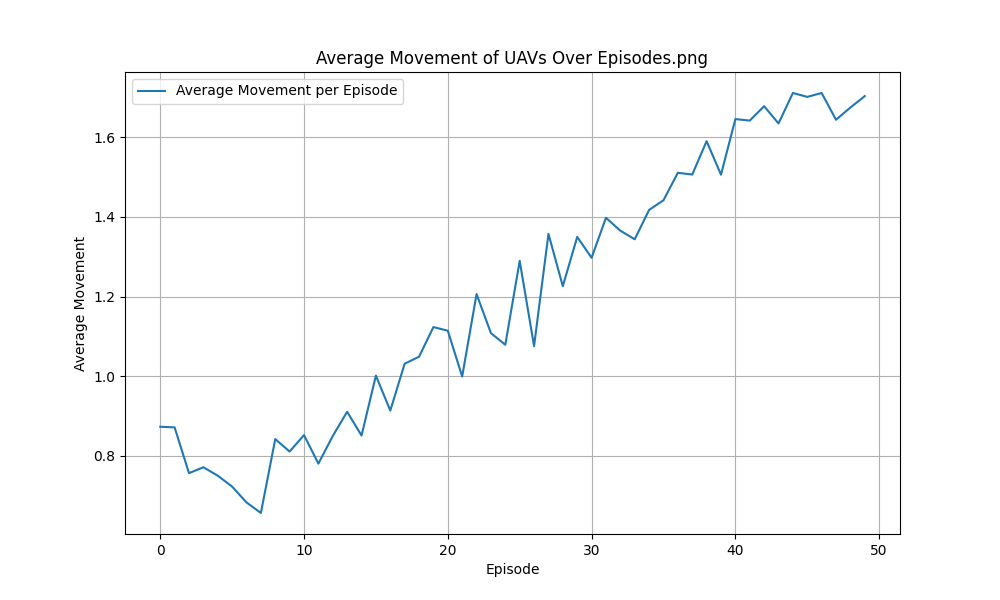 Average Movement of UAVs Over Episodes.png
Average Movement per Episode
Average Movement
1.6
1.4
1.2
1.0
0.8
0
10
20
30
40
50
Episode